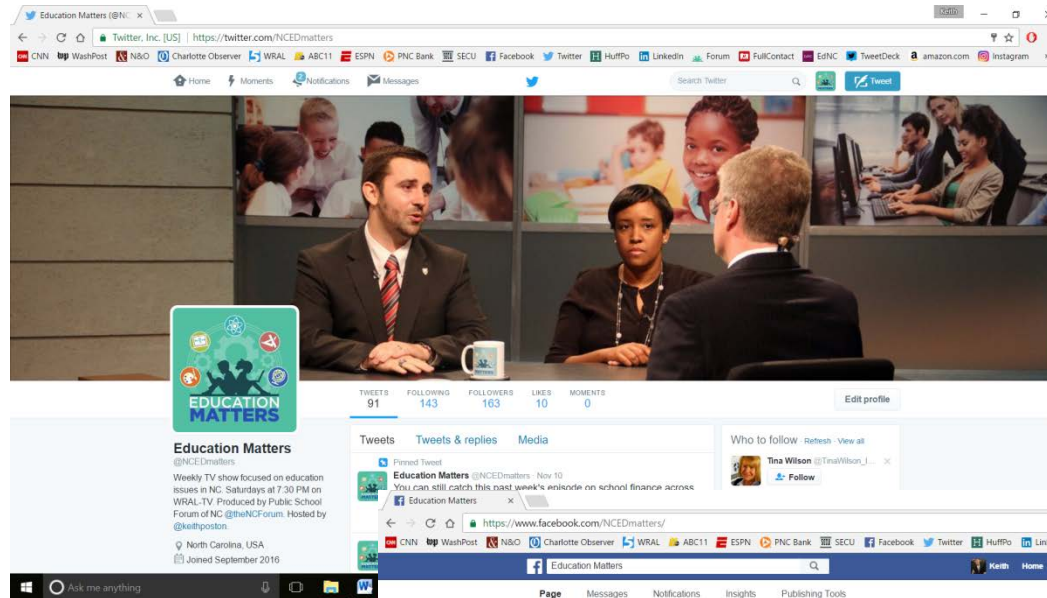 Education Matters (@NC
Keith
Twitter, Inc. [US] | https://twitter.com/NCEDmatters
CNN WashPost N&O Charlotte Observer WRAL ABC11 ESPN PNC Bank SECU Facebook Twitter HuffPo LinkedIn Forum FullContact EdNC TweetDeck amazon.com Instagram
Home Moments 2 Notifications Messages Search Twitter Tweet
EDUCATION
MATTERS
TWEETS FOLLOWING FOLLOWERS LIKES MOMENTS
91 143 163 10 0
Edit profile
Education Matters
@NCEDmatters
Weekly TV show focused on education
issues in NC. Saturdays at 7:30 PM on
WRAL-TV. Produced by Public School
Forum of NC @theNCForum. Hosted by
@keithposton.
North Carolina, USA
Joined September 2016
Tweets Tweets & replies Media
Pinned Tweet
Education Matters @NCEDmatters · Nov 10
You can still catch this past week's episode on school finance across
Who to follow · Refresh · View all
Tina Wilson @TinaWilson_I...
Follow
Education Matters
https://www.facebook.com/NCEDmatters/
CNN WashPost N&O Charlotte Observer WRAL ABC11 ESPN PNC Bank SECU Facebook Twitter HuffPo Lin
Education Matters Keith Home
Page Messages Notifications Insights Publishing Tools
Ask me anything